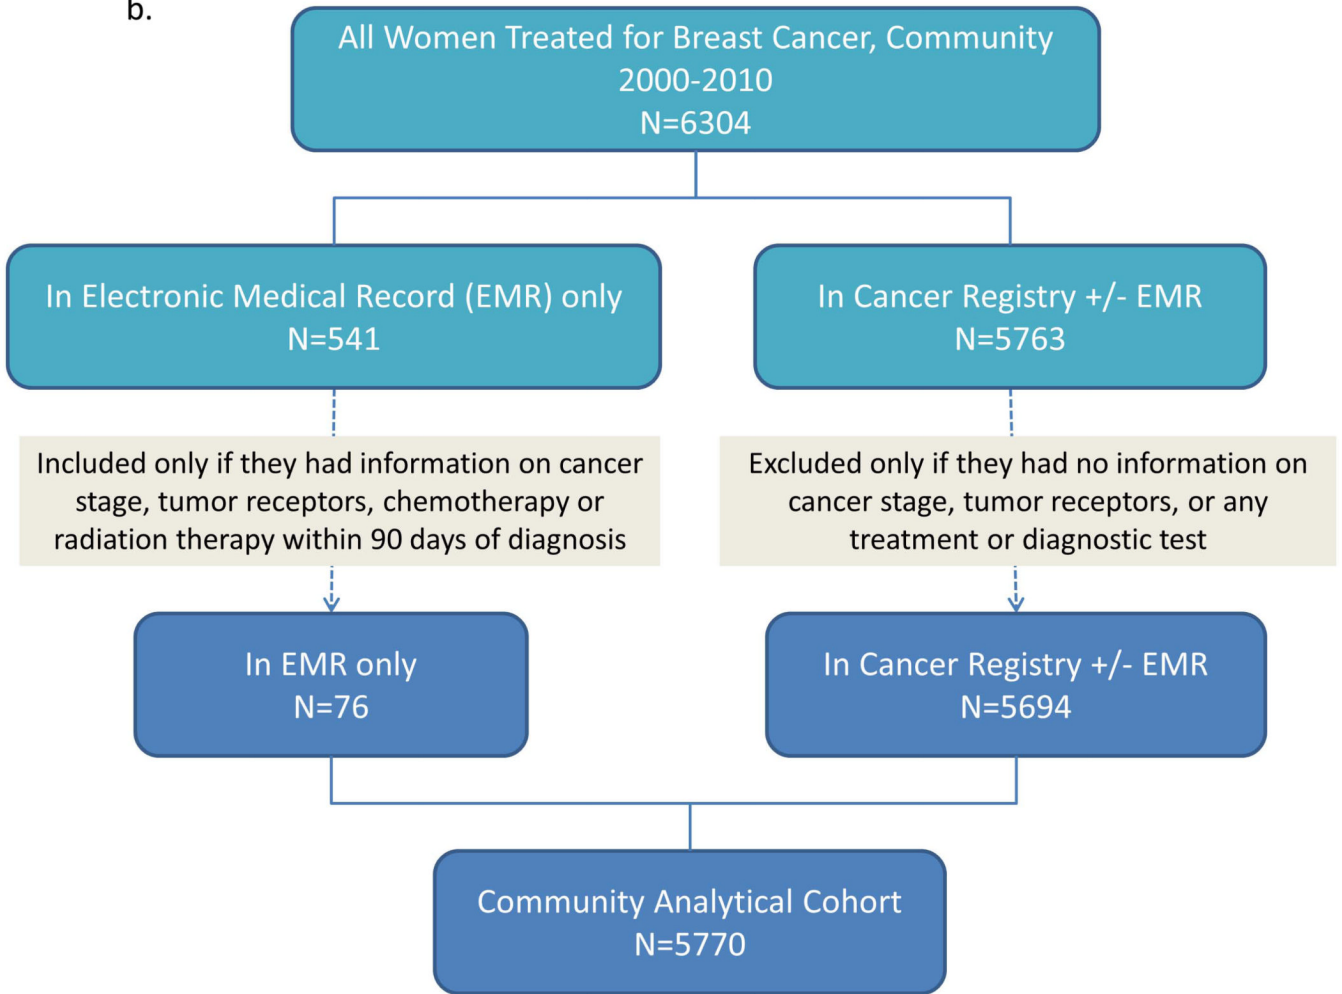 b.
All Women Treated for Breast Cancer, Community
2000-2010
N=6304
In Electronic Medical Record (EMR) only
N=541
In Cancer Registry +/- EMR
N=5763
Included only if they had information on cancer
stage, tumor receptors, chemotherapy or
radiation therapy within 90 days of diagnosis
Excluded only if they had no information on
cancer stage, tumor receptors, or any
treatment or diagnostic test
In EMR only
N=76
In Cancer Registry +/- EMR
N=5694
Community Analytical Cohort
N=5770